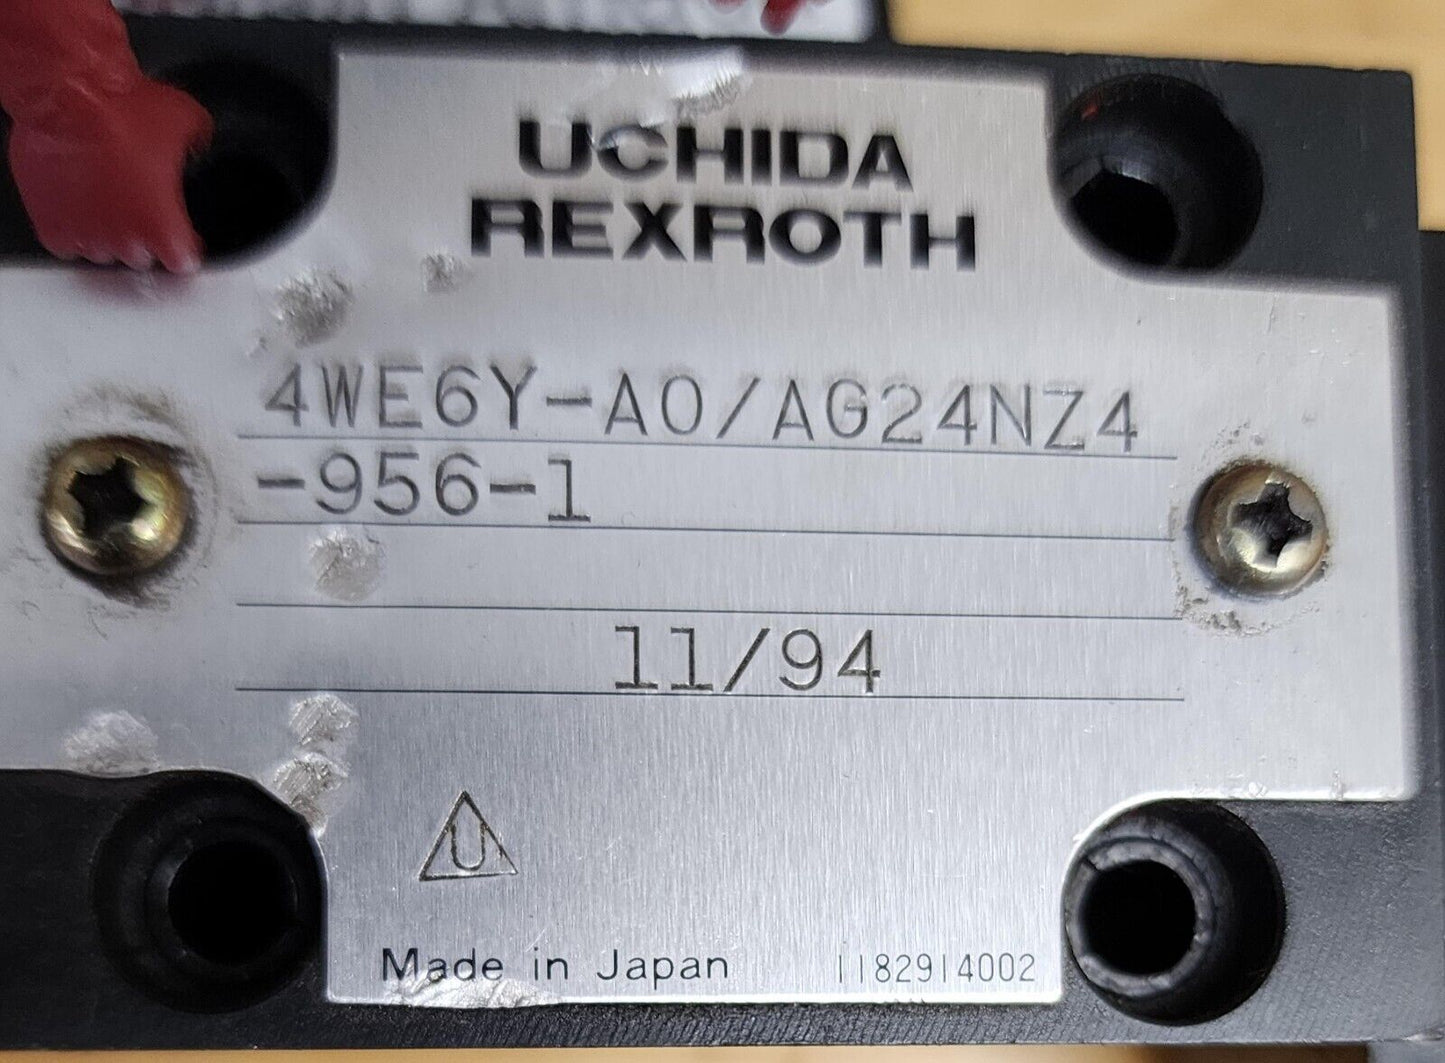 UCHIDA
REXROTH
4WE6Y-A0/AG24NZ4
-956-1
11/94
U
Made in Japan 1182914002